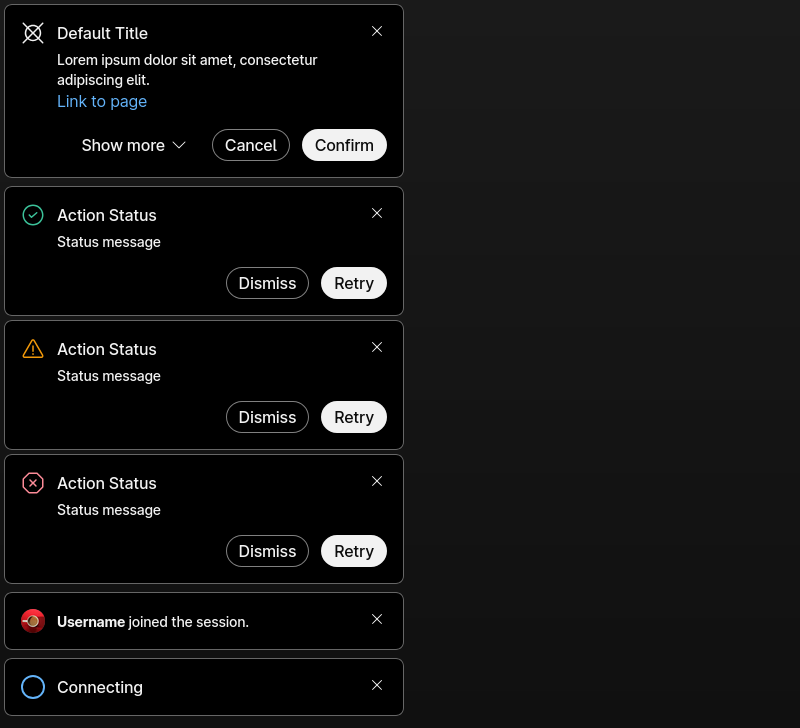 Default Title
Lorem ipsum dolor sit amet, consectetur
adipiscing elit.
Link to page
Show more Cancel Confirm
Action Status
Status message
Dismiss Retry
Action Status
Status message
Dismiss Retry
Action Status
Status message
Dismiss Retry
Username joined the session.
Connecting